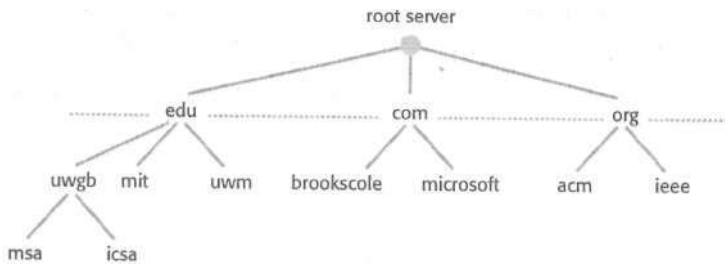 root server
edu com org
uwgb mit uwm brookscole microsoft acm ieee
msa icsa